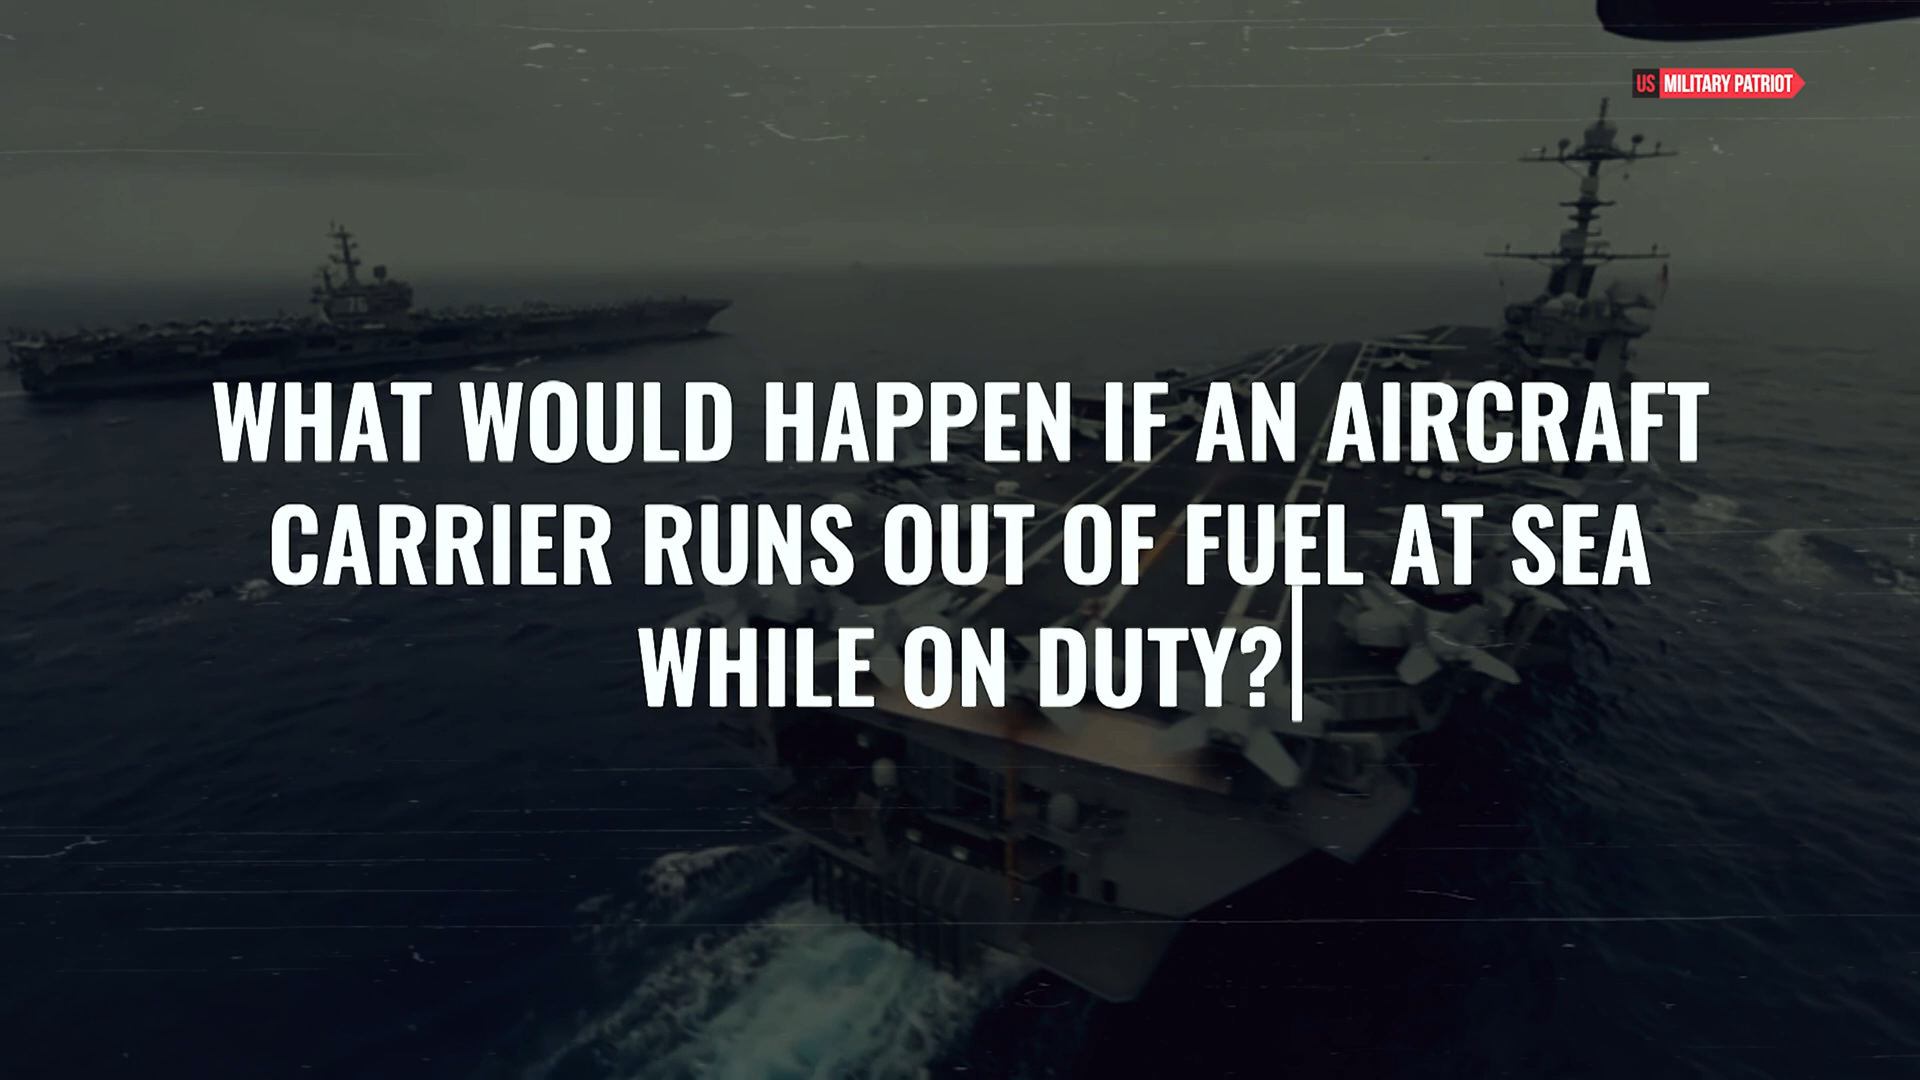 US MILITARY PATRIOT
WHAT WOULD HAPPEN IF AN AIRCRAFT
CARRIER RUNS OUT OF FUEL AT SEA
WHILE ON DUTY?